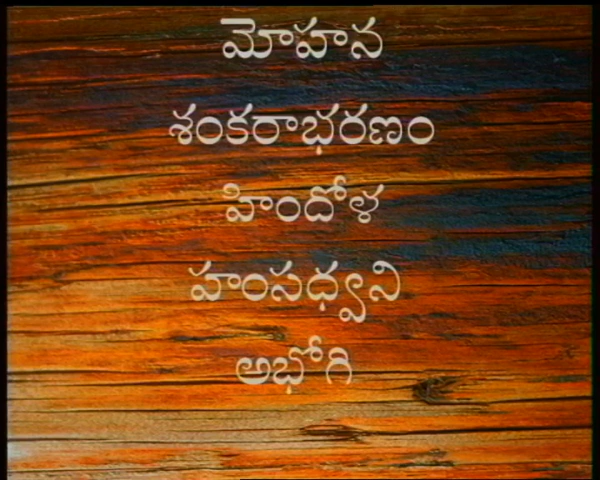 మోహన
శంకరాభరణం
హిందోళ
హంసధ్వని
అభోగి